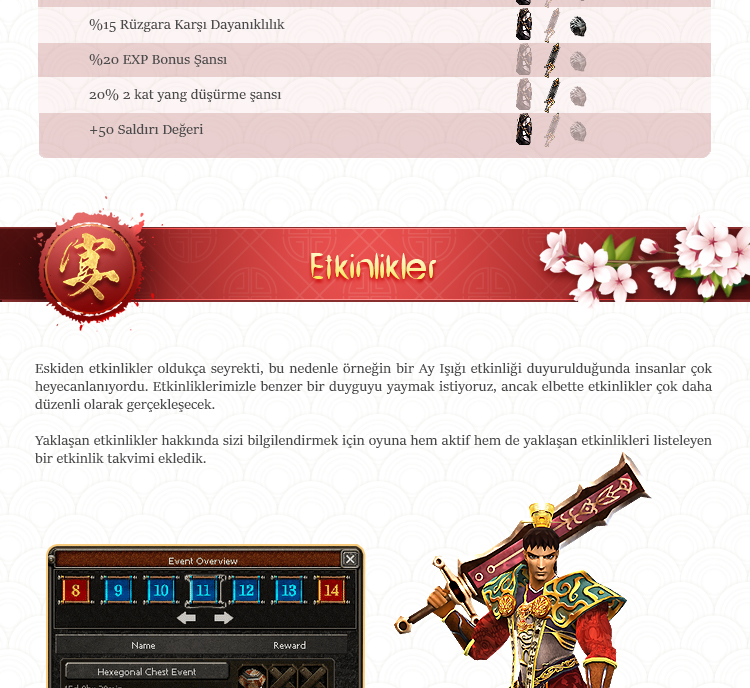 %15 Rüzgara Karşı Dayanıklılık
%20 EXP Bonus Şansı
20% 2 kat yang düşürme şansı
+50 Saldırı Değeri
宴
Etkinlikler
Eskiden etkinlikler oldukça seyrekti, bu nedenle örneğin bir Ay Işığı etkinliği duyurulduğunda insanlar çok
heyecanlanıyordu. Etkinliklerimizle benzer bir duyguyu yaymak istiyoruz, ancak elbette etkinlikler çok daha
düzenli olarak gerçekleşecek.
Yaklaşan etkinlikler hakkında sizi bilgilendirmek için oyuna hem aktif hem de yaklaşan etkinlikleri listeleyen
bir etkinlik takvimi ekledik.
Event Overview
8 9 10 11 12 13 14
Name Reward
Hexegonal Chest Event